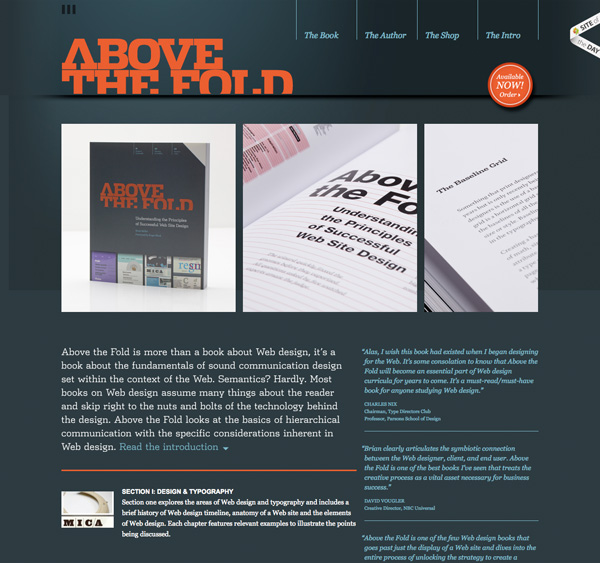 The Book
The Author
The Shop
The Intro
SITE of
the DAY
ABOVE
THE FOLD
Available
NOW!
Order
ABOVE
THE FOLD
Understanding the Principles
of Successful Web Site Design
MICA
Above
the Fo
Understanding
the Principles
of Successful
Web Site Design
The Baseline Grid
Above the Fold is more than a book about Web design, it's a
book about the fundamentals of sound communication design
set within the context of the Web. Semantics? Hardly. Most
books on Web design assume many things about the reader
and skip right to the nuts and bolts of the technology behind
the design. Above the Fold looks at the basics of hierarchical
communication with the specific considerations inherent in
Web design. Read the introduction
SECTION I: DESIGN & TYPOGRAPHY
Section one explores the areas of Web design and typography and includes a
brief history of Web design timeline, anatomy of a Web site and the elements
of Web design. Each chapter features relevant examples to illustrate the points
being discussed.
MICA
"Alas, I wish this book had existed when I began designing
for the Web. It's some consolation to know that Above the
Fold will become an essential part of Web design
curricula for years to come. It's a must-read/must-have
book for anyone studying Web design."
CHARLES NIX
Chairman, Type Directors Club
Professor, Parsons School of Design
"Brian clearly articulates the symbiotic connection
between the Web designer, client, and end user. Above
the Fold is one of the best books I've seen that treats the
creative process as a vital asset necessary for business
success."
DAVID VOGELER
Creative Director, NBC Universal
"Above the Fold is one of the few Web design books that
goes past just the display of a Web site and dives into the
entire process of unlocking the strategy to create a